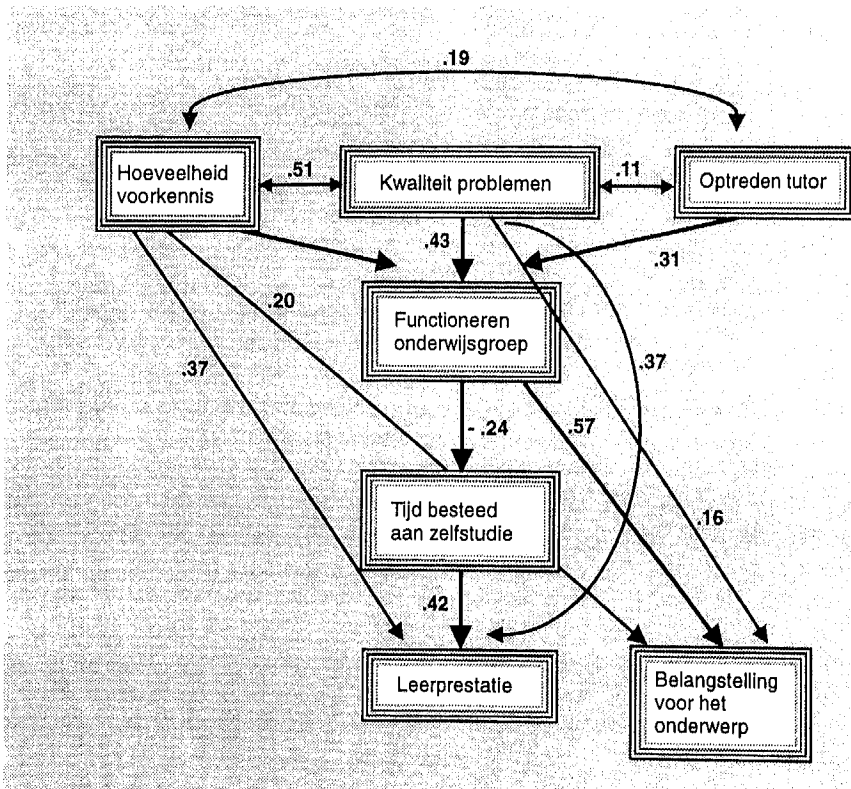 .19
Hoeveelheid
voorkennis
.51
Kwaliteit problemen
.11
Optreden tutor
.43
.31
.20
Functioneren
onderwijsgroep
.37
.37
- .24
.57
Tijd besteed
aan zelfstudie
.16
.42
Leerprestatie
Belangstelling
voor het
onderwerp